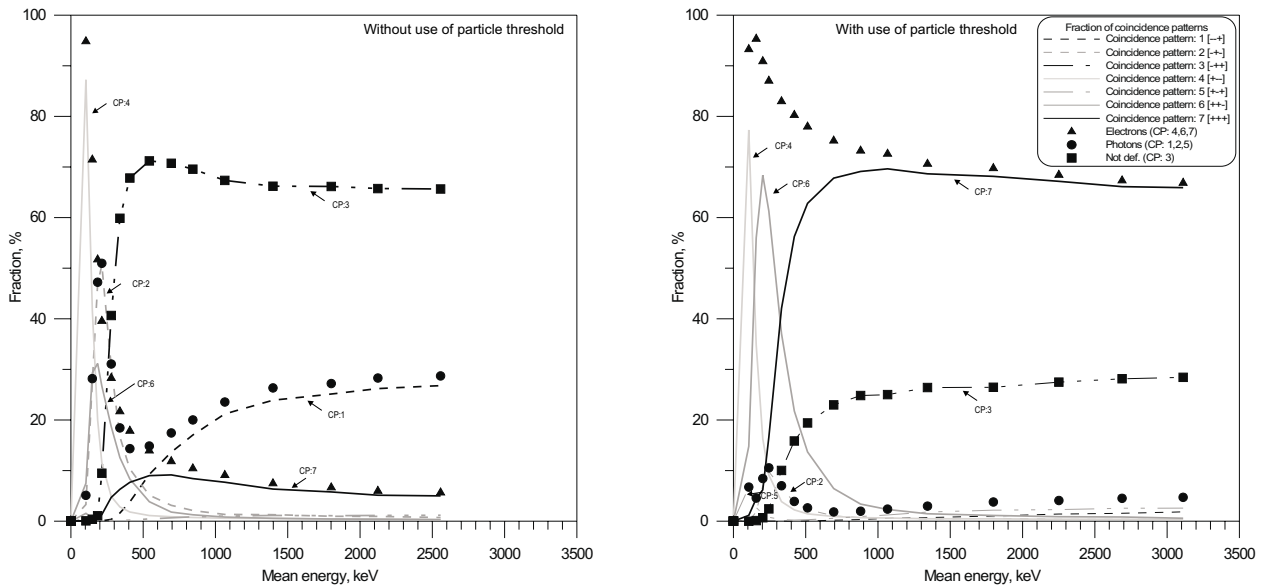 Without use of particle threshold
100
80
60
40
20
0
Fraction, %
0
500
1000
1500
2000
2500
3000
3500
Mean energy, keV
CP:4
CP:3
CP:2
CP:6
CP:1
CP:7
With use of particle threshold
Fraction of coincidence patterns
Coincidence pattern: 1 [--+]
Coincidence pattern: 2 [-+-]
Coincidence pattern: 3 [-++]
Coincidence pattern: 4 [+--]
Coincidence pattern: 5 [+-+]
Coincidence pattern: 6 [++-]
Coincidence pattern: 7 [+++]
Electrons (CP: 4,6,7)
Photons (CP: 1,2,5)
Not def. (CP: 3)
100
80
60
40
20
0
Fraction, %
0
500
1000
1500
2000
2500
3000
3500
Mean energy, keV
CP:4
CP:6
CP:7
CP:3
CP:2
CP:5